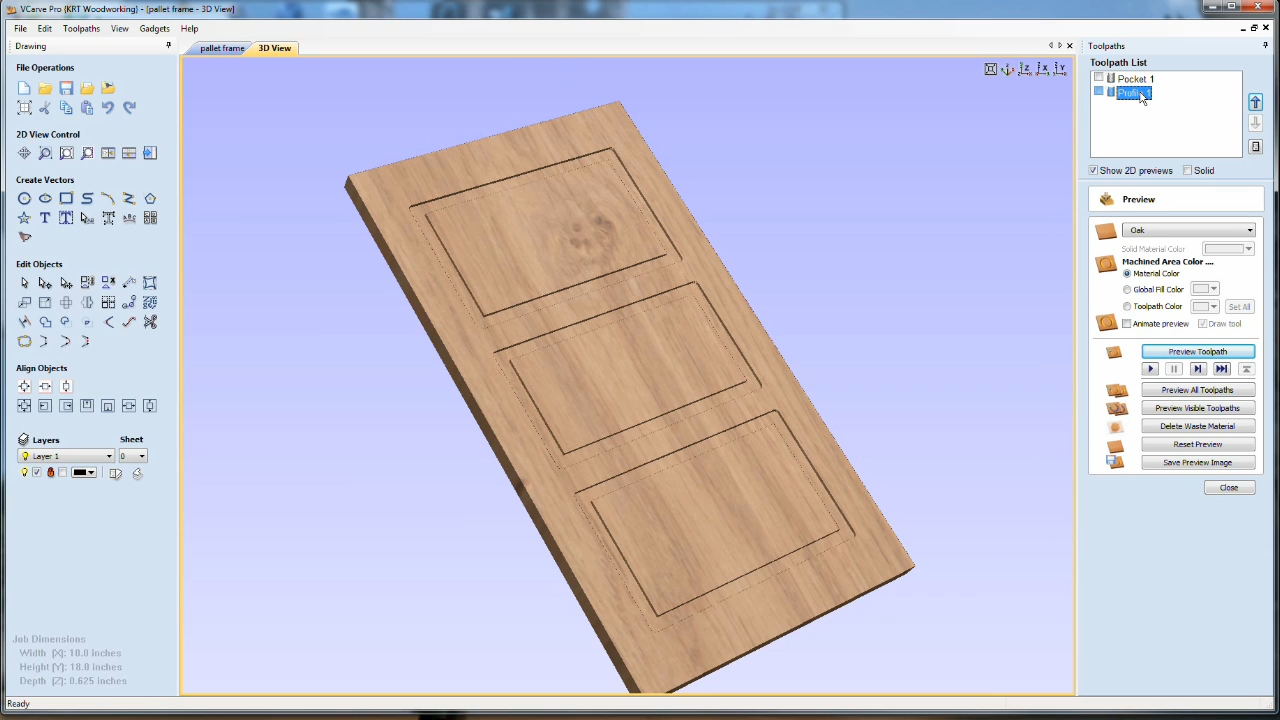 VCarve Pro {KRT Woodworking} - [pallet frame - 3D View]
File Edit Toolpaths View Gadgets Help
Drawing
File Operations
2D View Control
Create Vectors
Edit Objects
Align Objects
Layers Sheet
Layer 1 0
Job Dimensions
Width (X): 10.0 inches
Height (Y): 18.0 inches
Depth (Z): 0.625 inches
Ready
pallet frame 3D View
Toolpaths
Toolpath List
Pocket 1
Show 2D previews Solid
Preview
Oak
Solid Material Color
Machined Area Color ....
Material Color
Global Fill Color
Toolpath Color Set All
Animate preview Draw tool
Preview Toolpath
Preview All Toolpaths
Preview Visible Toolpaths
Delete Waste Material
Reset Preview
Save Preview Image
Close